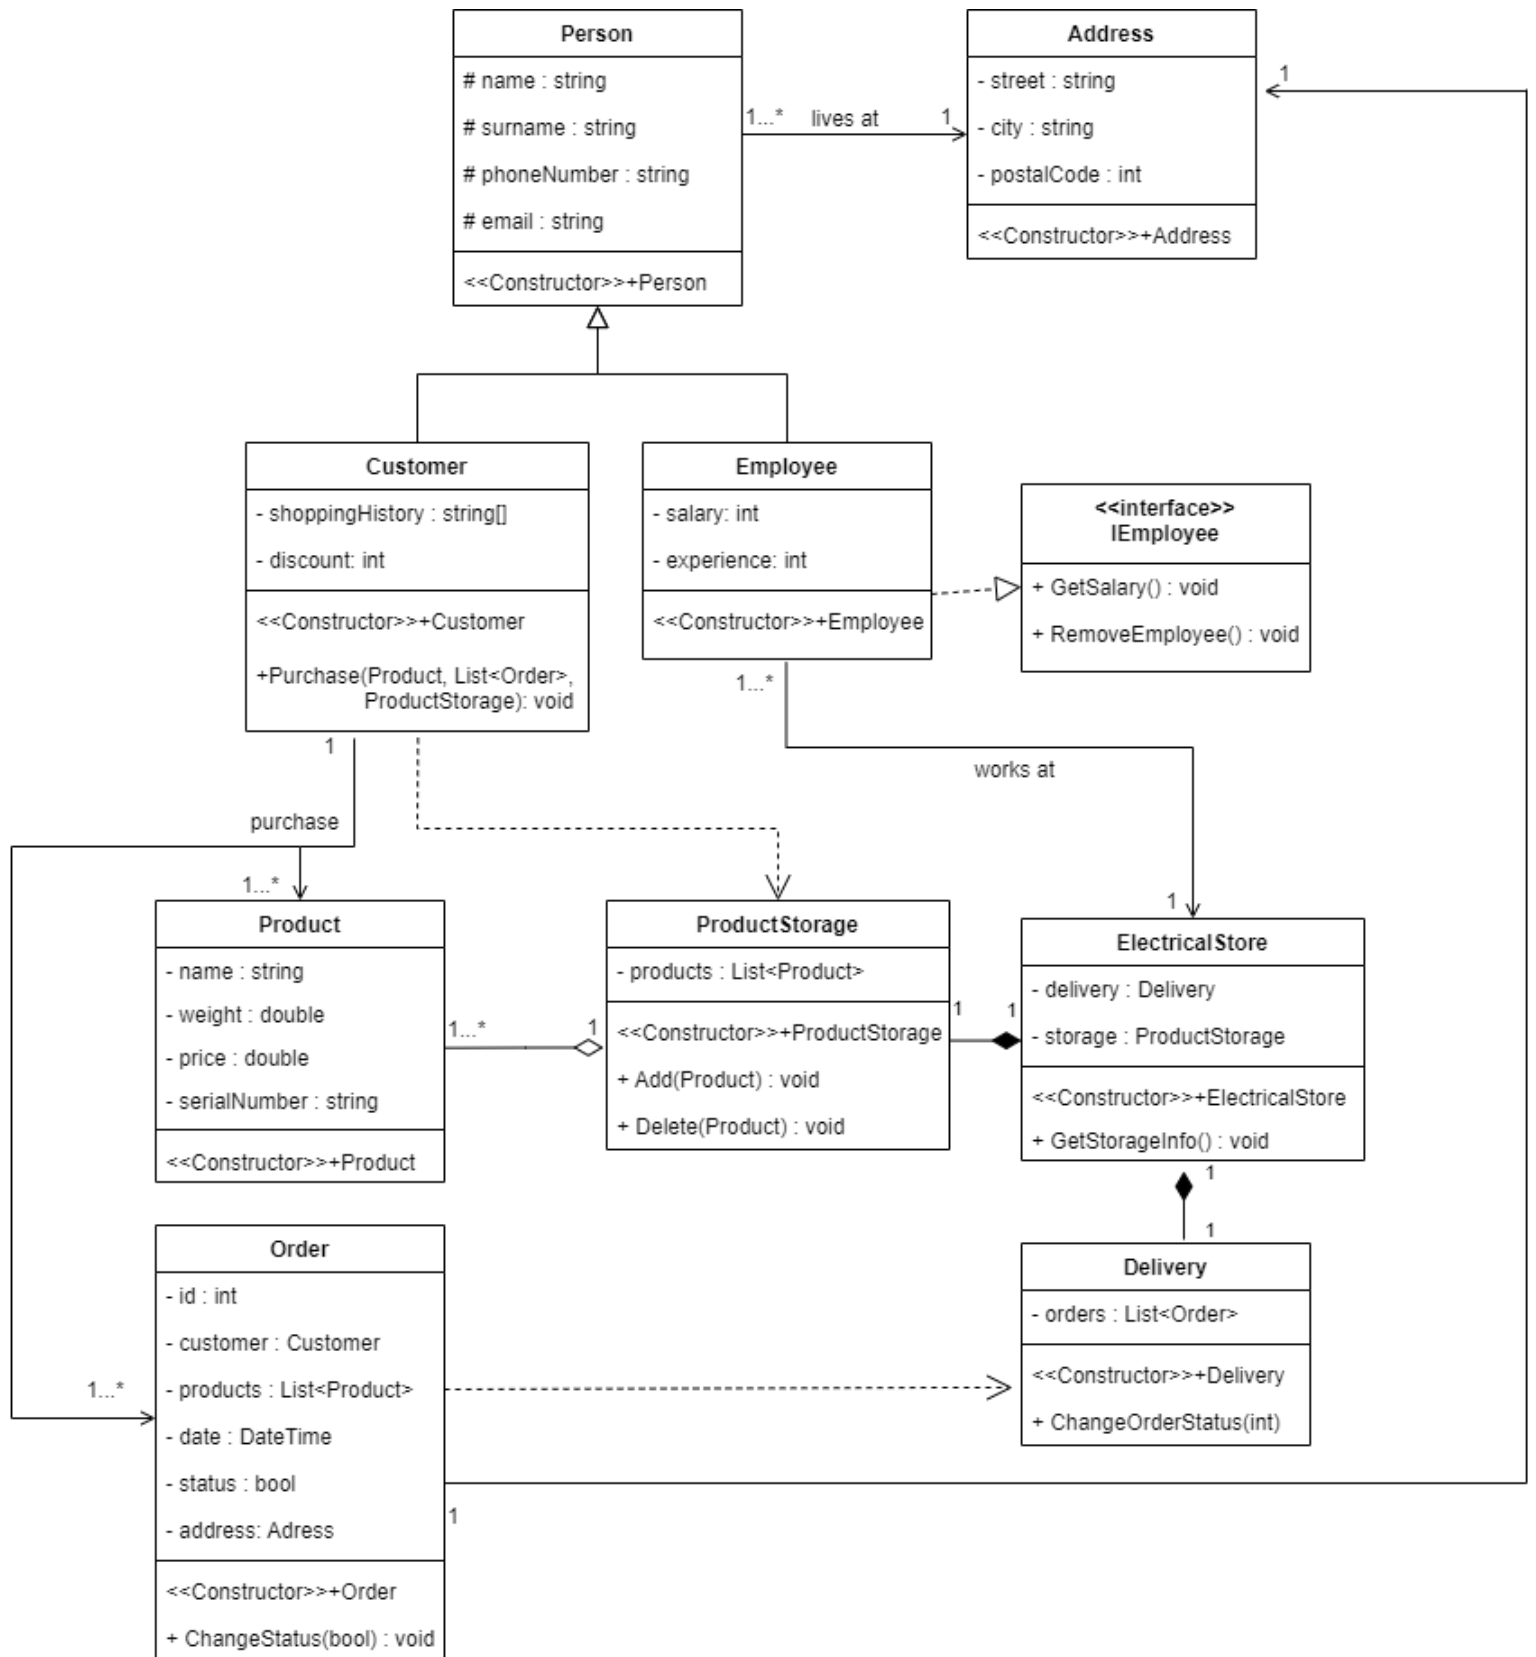 Person
# name : string
# surname : string
# phoneNumber : string
# email : string
<<Constructor>>+Person
1...*
lives at
1
Address
- street : string
- city : string
- postalCode : int
<<Constructor>>+Address
1
Customer
- shoppingHistory : string[]
- discount: int
<<Constructor>>+Customer
+Purchase(Product, List<Order>,
ProductStorage): void
Employee
- salary: int
- experience: int
<<Constructor>>+Employee
<<interface>>
IEmployee
+ GetSalary() : void
+ RemoveEmployee() : void
1...*
works at
1
1
purchase
1...*
Product
- name : string
- weight : double
- price : double
- serialNumber : string
<<Constructor>>+Product
1...*
1
ProductStorage
- products : List<Product>
<<Constructor>>+ProductStorage
+ Add(Product) : void
+ Delete(Product) : void
1
1
ElectricalStore
- delivery : Delivery
- storage : ProductStorage
<<Constructor>>+ElectricalStore
+ GetStorageInfo() : void
1
1
Delivery
- orders : List<Order>
<<Constructor>>+Delivery
+ ChangeOrderStatus(int)
1...*
Order
- id : int
- customer : Customer
- products : List<Product>
- date : DateTime
- status : bool
- address: Adress
<<Constructor>>+Order
+ ChangeStatus(bool) : void
1